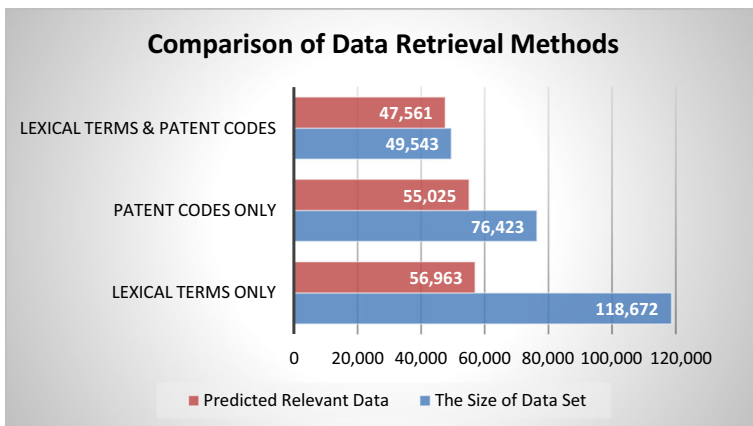 Comparison of Data Retrieval Methods
LEXICAL TERMS & PATENT CODES
47,561
49,543
PATENT CODES ONLY
55,025
76,423
LEXICAL TERMS ONLY
56,963
118,672
0 20,000 40,000 60,000 80,000 100,000 120,000
Predicted Relevant Data The Size of Data Set